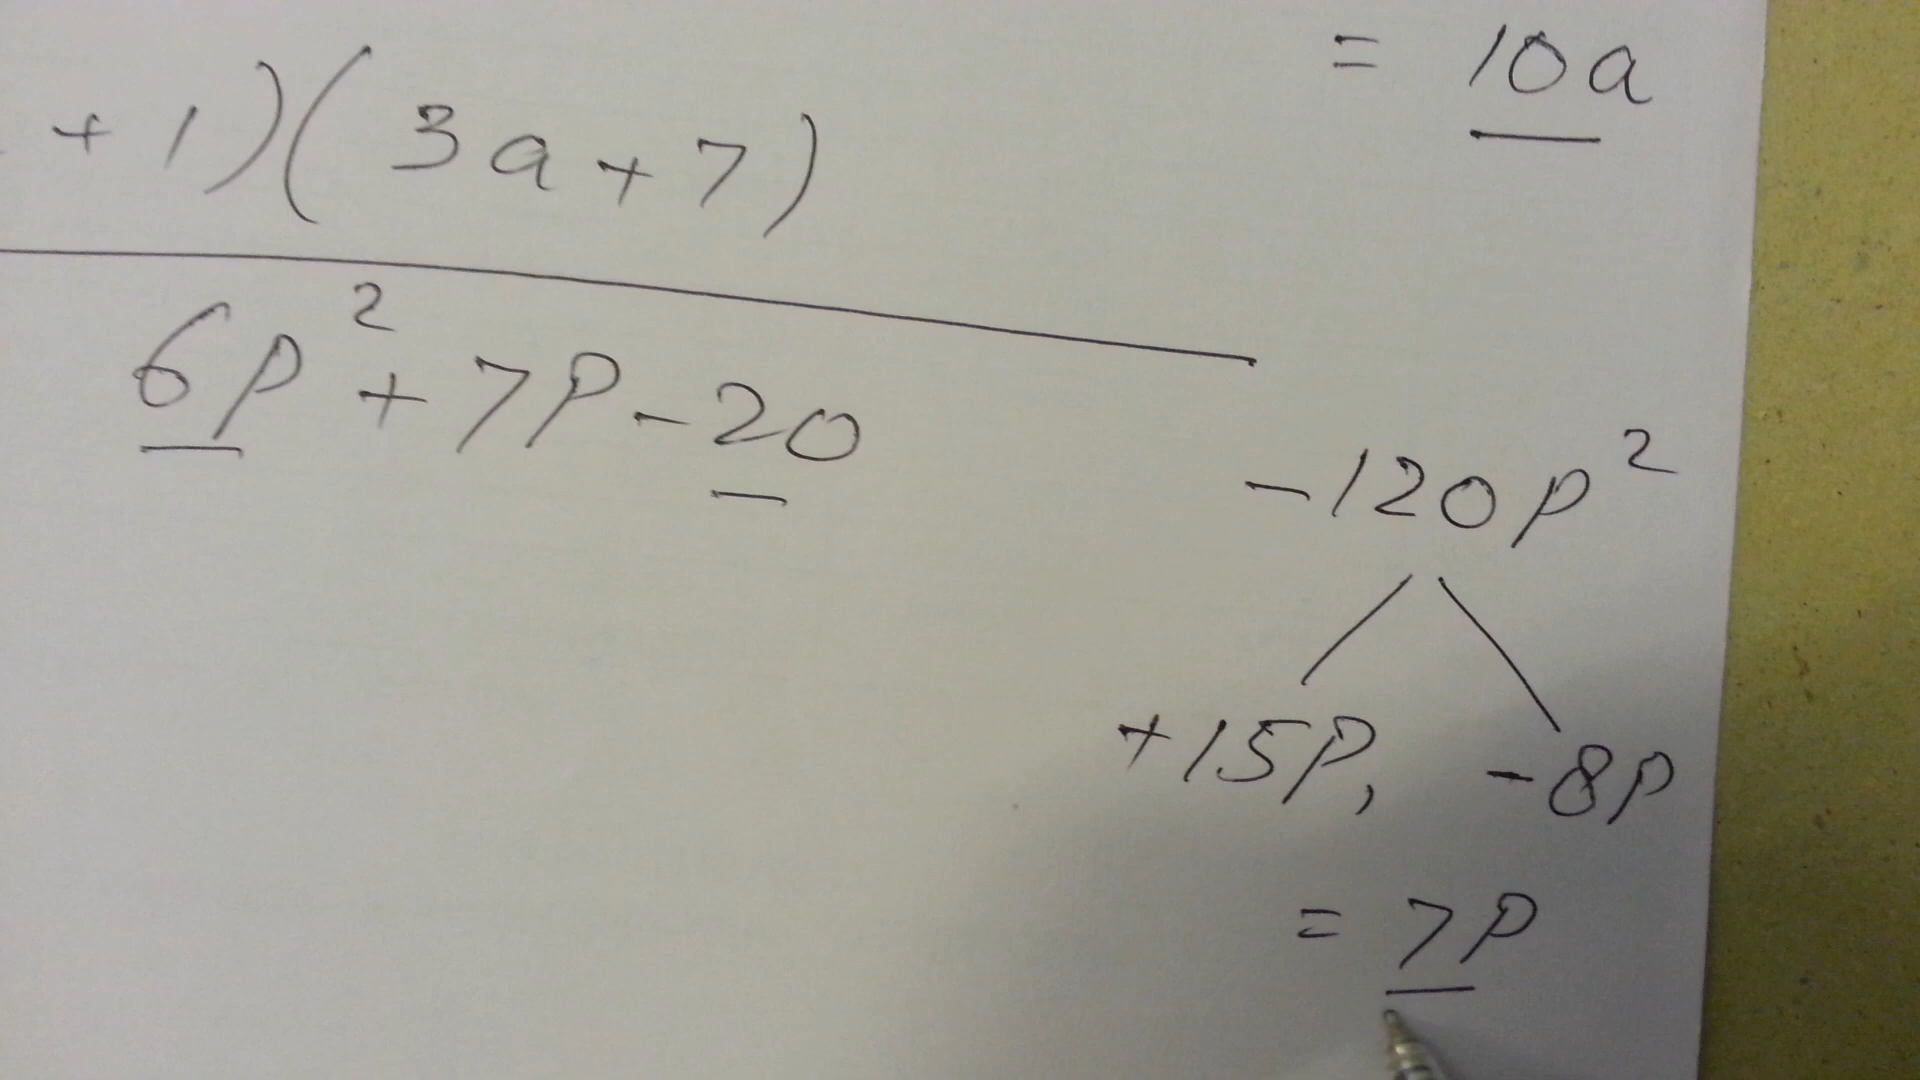 = 10a
+ 1)(3a + 7)
6p² + 7p - 20
-120p²
+15p, -8p
= 7p